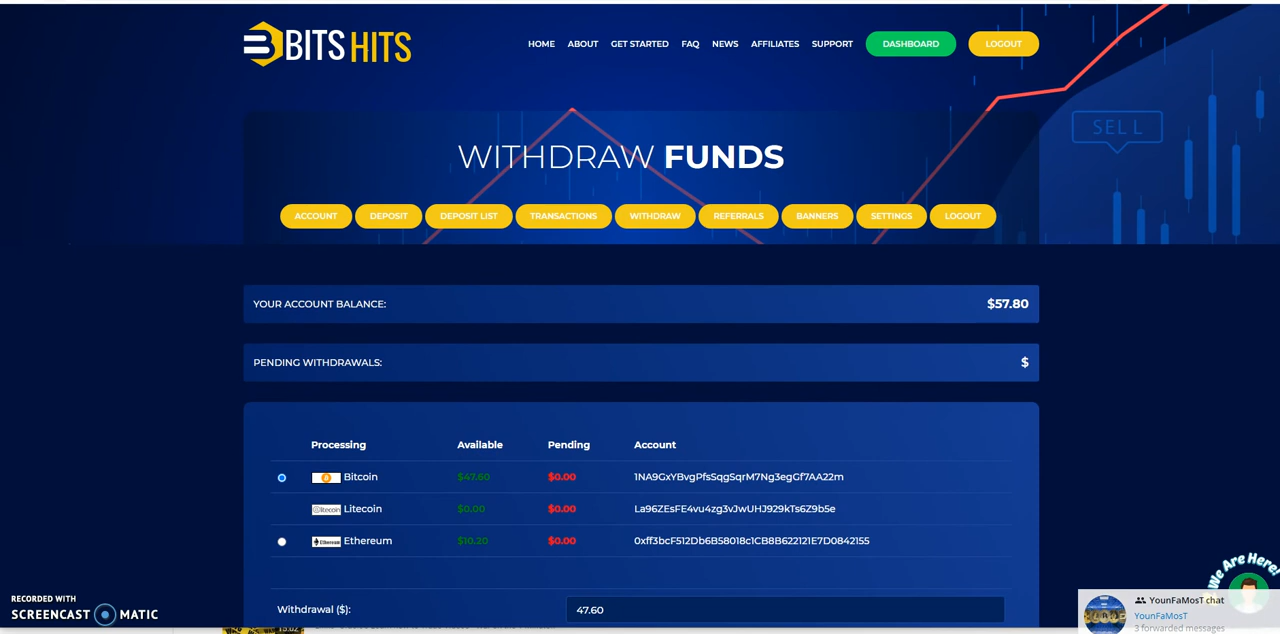 BITS HITS
HOME ABOUT GET STARTED FAQ NEWS AFFILIATES SUPPORT DASHBOARD LOGOUT
SELL
WITHDRAW FUNDS
ACCOUNT DEPOSIT DEPOSIT LIST TRANSACTIONS WITHDRAW REFERRALS BANNERS SETTINGS LOGOUT
YOUR ACCOUNT BALANCE: $57.80
PENDING WITHDRAWALS: $
Processing Available Pending Account
Bitcoin $47.60 $0.00 1NA9GxYBvgPfsSqgSqrM7Ng3egGf7AA22m
Litecoin $0.00 $0.00 La96ZEsFE4vu4zg3vJwUHJ929kTs6Z9b5e
Ethereum $10.20 $0.00 0xff3bcF512Db6B58018c1CB8B622121E7D0842155
We Are Here!
Withdrawal ($): 47.60
RECORDED WITH
SCREENCAST MATIC
YounFaMosT chat
YounFaMosT
3 forwarded messages
15:02